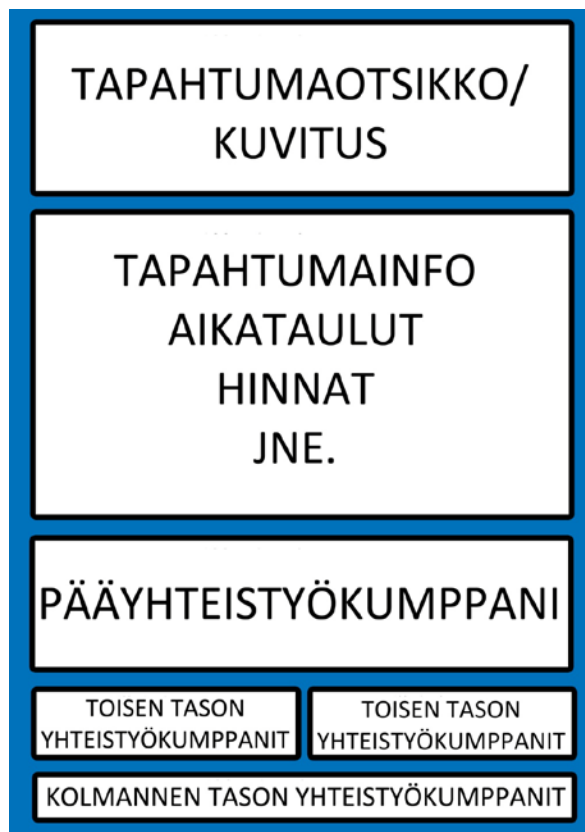 TAPAHTUMAOTSIKKO/
KUVITUS
TAPAHTUMAINFO
AIKATAULUT
HINNAT
JNE.
PÄÄYHTEISTYÖKUMPPANI
TOISEN TASON
YHTEISTYÖKUMPPANIT
TOISEN TASON
YHTEISTYÖKUMPPANIT
KOLMANNEN TASON YHTEISTYÖKUMPPANIT